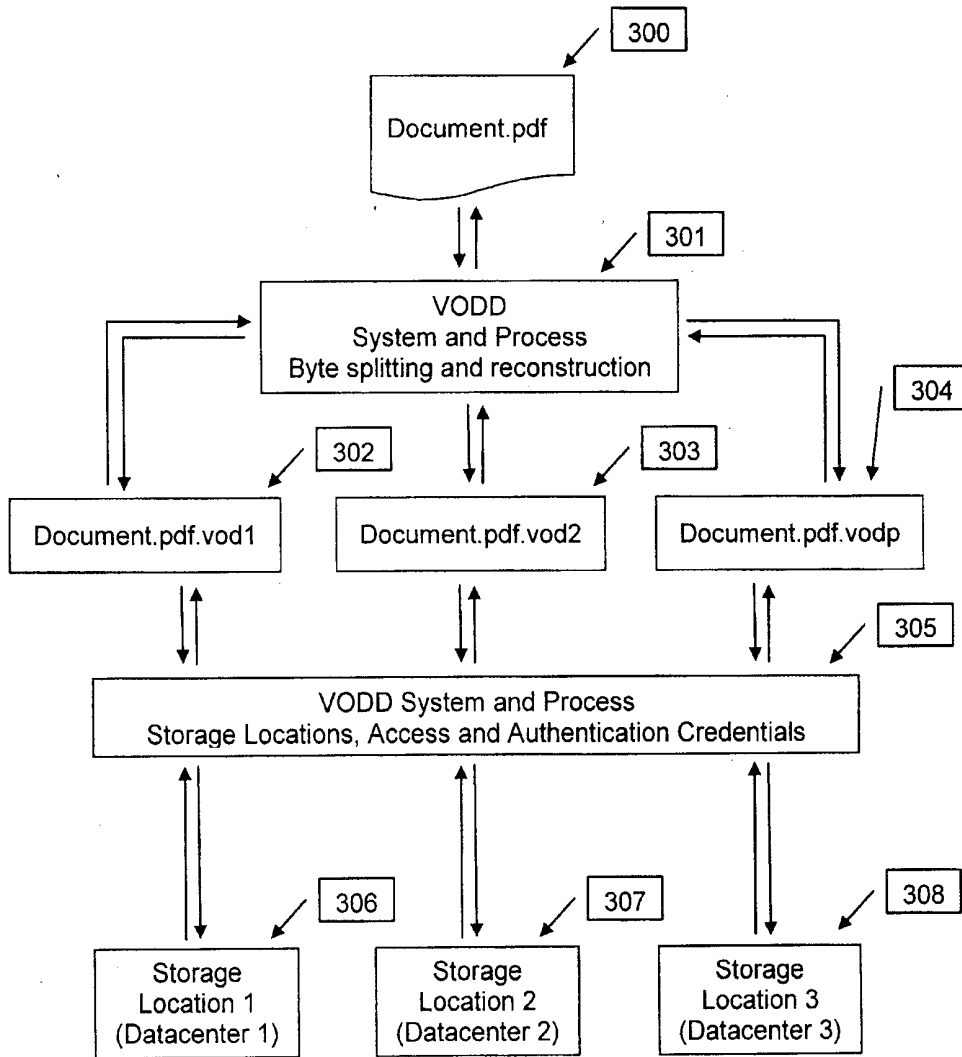 300
Document.pdf
301
VODD
System and Process
Byte splitting and reconstruction
304
302
303
Document.pdf.vod1
Document.pdf.vod2
Document.pdf.vodp
305
VODD System and Process
Storage Locations, Access and Authentication Credentials
306
307
308
Storage
Location 1
(Datacenter 1)
Storage
Location 2
(Datacenter 2)
Storage
Location 3
(Datacenter 3)